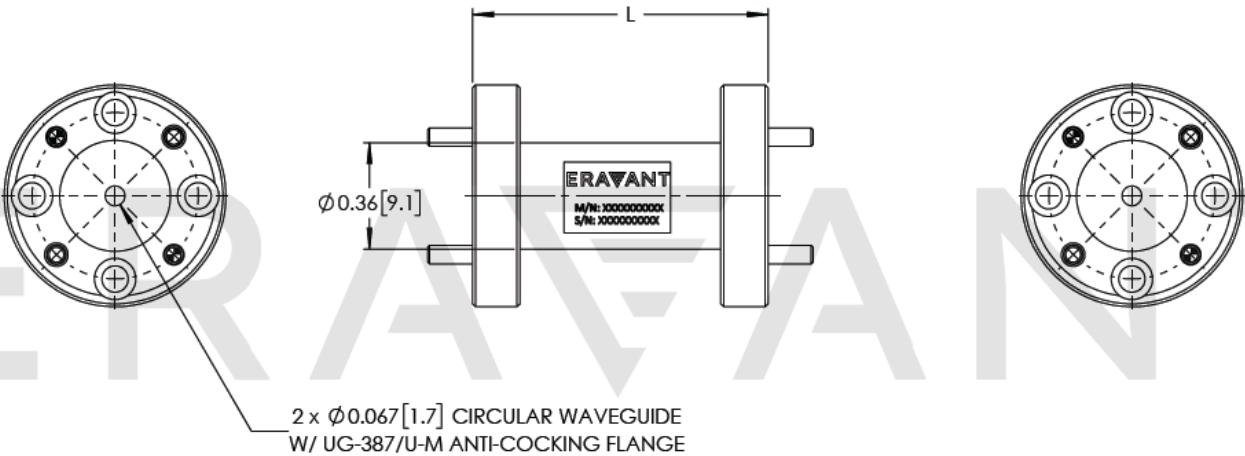 L
ERAVANT
M/N: XXXXXXXXXX
S/N: XXXXXXXXXX
Ø0.36[9.1]
ERAVAN
2 x Ø0.067[1.7] CIRCULAR WAVEGUIDE
W/ UG-387/U-M ANTI-COCKING FLANGE